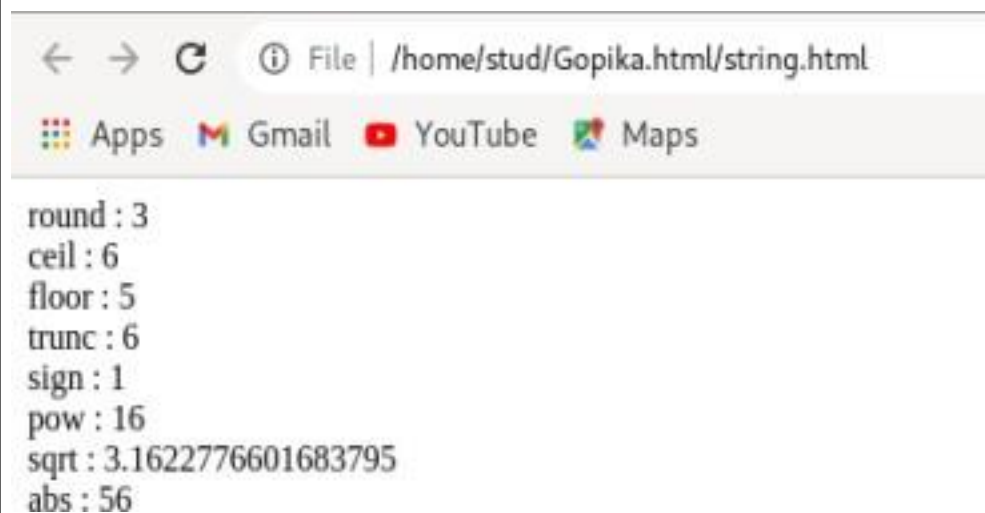 File | /home/stud/Gopika.html/string.html
Apps Gmail YouTube Maps
round : 3
ceil : 6
floor : 5
trunc : 6
sign : 1
pow : 16
sqrt : 3.1622776601683795
abs : 56